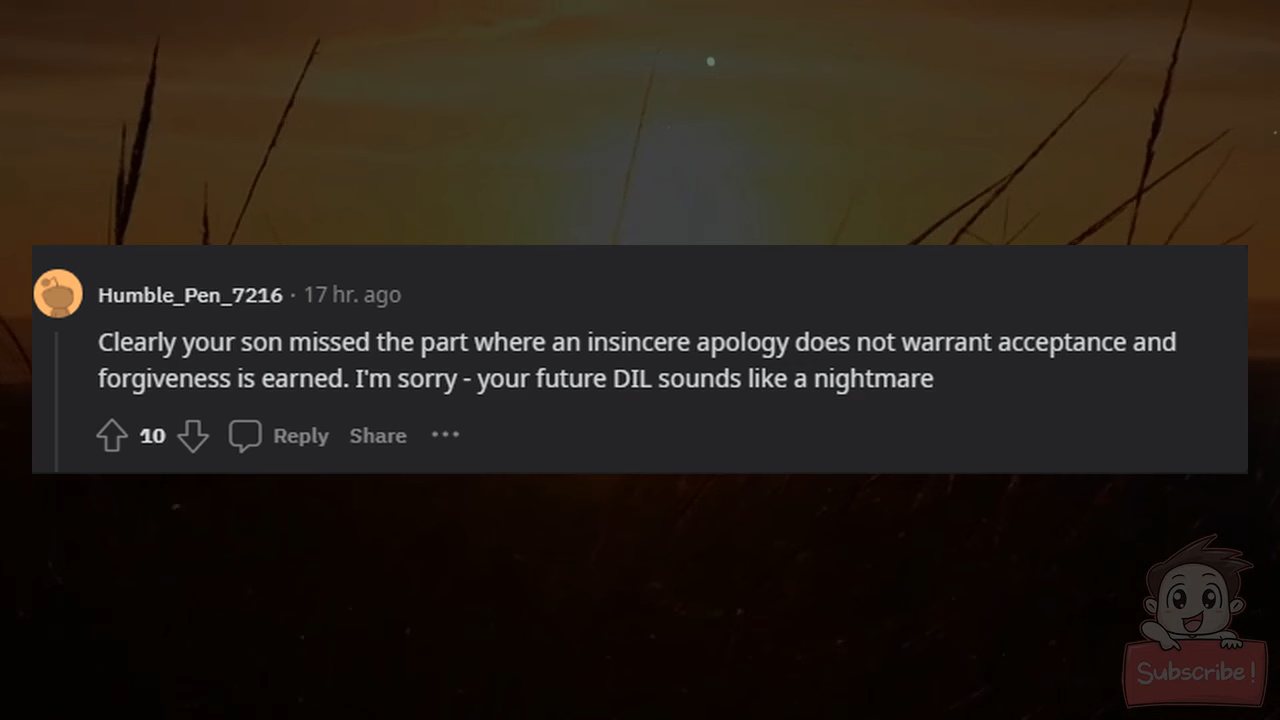 Humble_Pen_7216 · 17 hr. ago
Clearly your son missed the part where an insincere apology does not warrant acceptance and
forgiveness is earned. I'm sorry - your future DIL sounds like a nightmare
10 Reply Share ···
Subscribe!